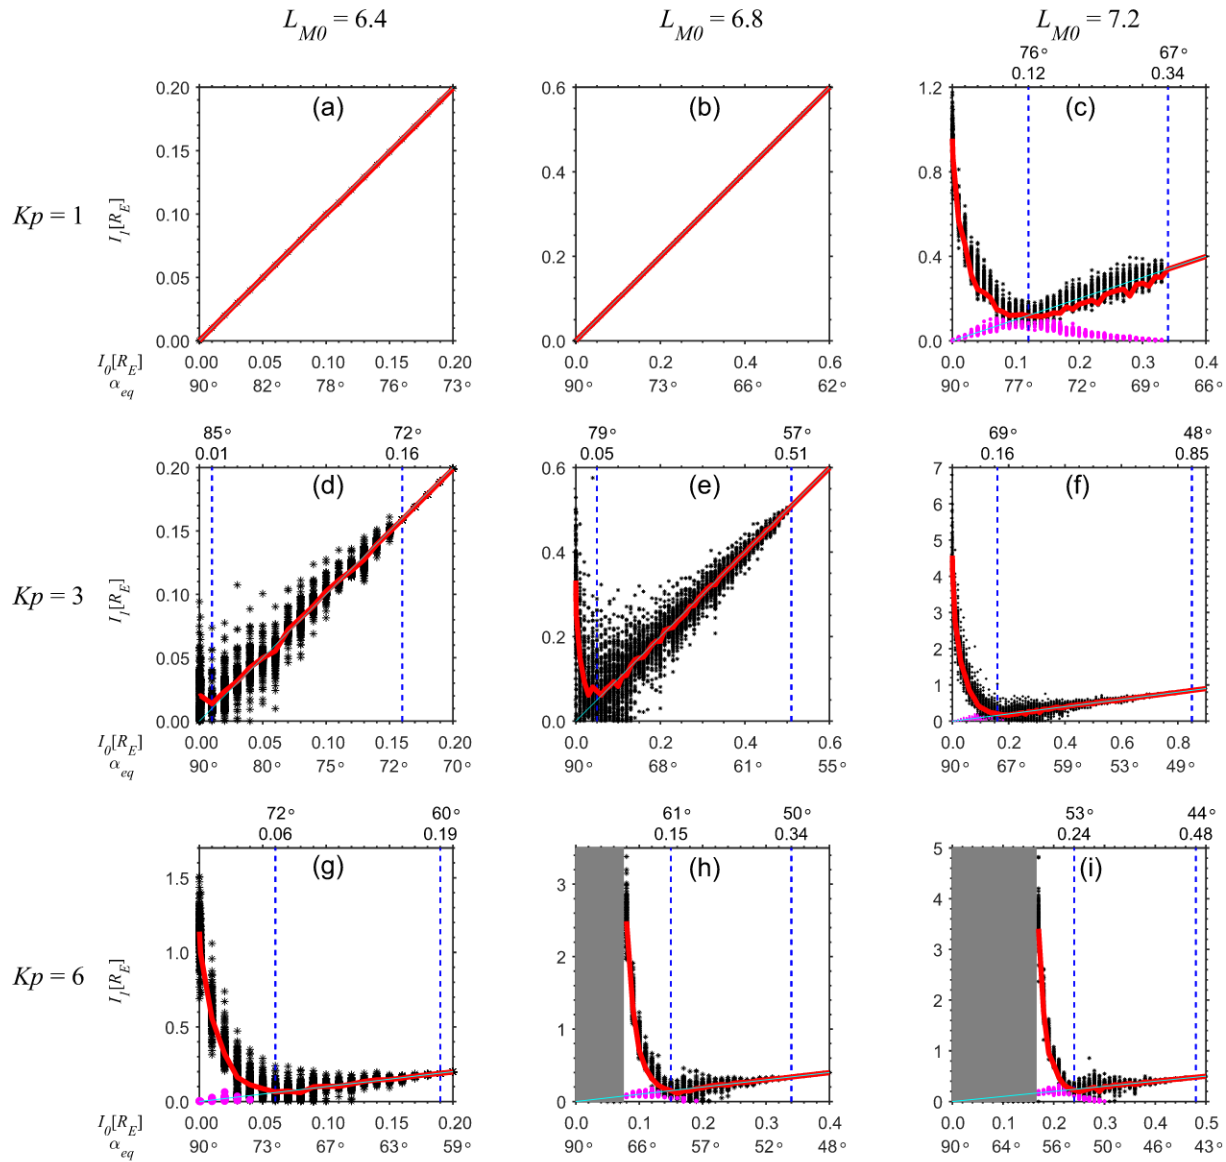 L_M0 = 6.4 L_M0 = 6.8 L_M0 = 7.2
76° 67°
0.12 0.34
Kp = 1
(a)
0.20
0.15
0.10
0.05
0.00
I_1[R_E]
0.00 0.05 0.10 0.15 0.20
I_0[R_E]
α_eq
90° 82° 78° 76° 73°
(b)
0.6
0.4
0.2
0.0
0.0 0.2 0.4 0.6
90° 73° 66° 62°
(c)
1.2
0.8
0.4
0.0
0.0 0.1 0.2 0.3 0.4
90° 77° 72° 69° 66°
85° 72°
0.01 0.16
79° 57°
0.05 0.51
69° 48°
0.16 0.85
Kp = 3
(d)
0.20
0.15
0.10
0.05
0.00
I_1[R_E]
0.00 0.05 0.10 0.15 0.20
I_0[R_E]
α_eq
90° 80° 75° 72° 70°
(e)
0.6
0.4
0.2
0.0
0.0 0.2 0.4 0.6
90° 68° 61° 55°
(f)
7
6
5
4
3
2
1
0
0.0 0.2 0.4 0.6 0.8
90° 67° 59° 53° 49°
72° 60°
0.06 0.19
61° 50°
0.15 0.34
53° 44°
0.24 0.48
Kp = 6
(g)
1.5
1.0
0.5
0.0
I_1[R_E]
0.00 0.05 0.10 0.15 0.20
I_0[R_E]
α_eq
90° 73° 67° 63° 59°
(h)
3
2
1
0
0.0 0.1 0.2 0.3 0.4
90° 66° 57° 52° 48°
(i)
5
4
3
2
1
0
0.0 0.1 0.2 0.3 0.4 0.5
90° 64° 56° 50° 46° 43°